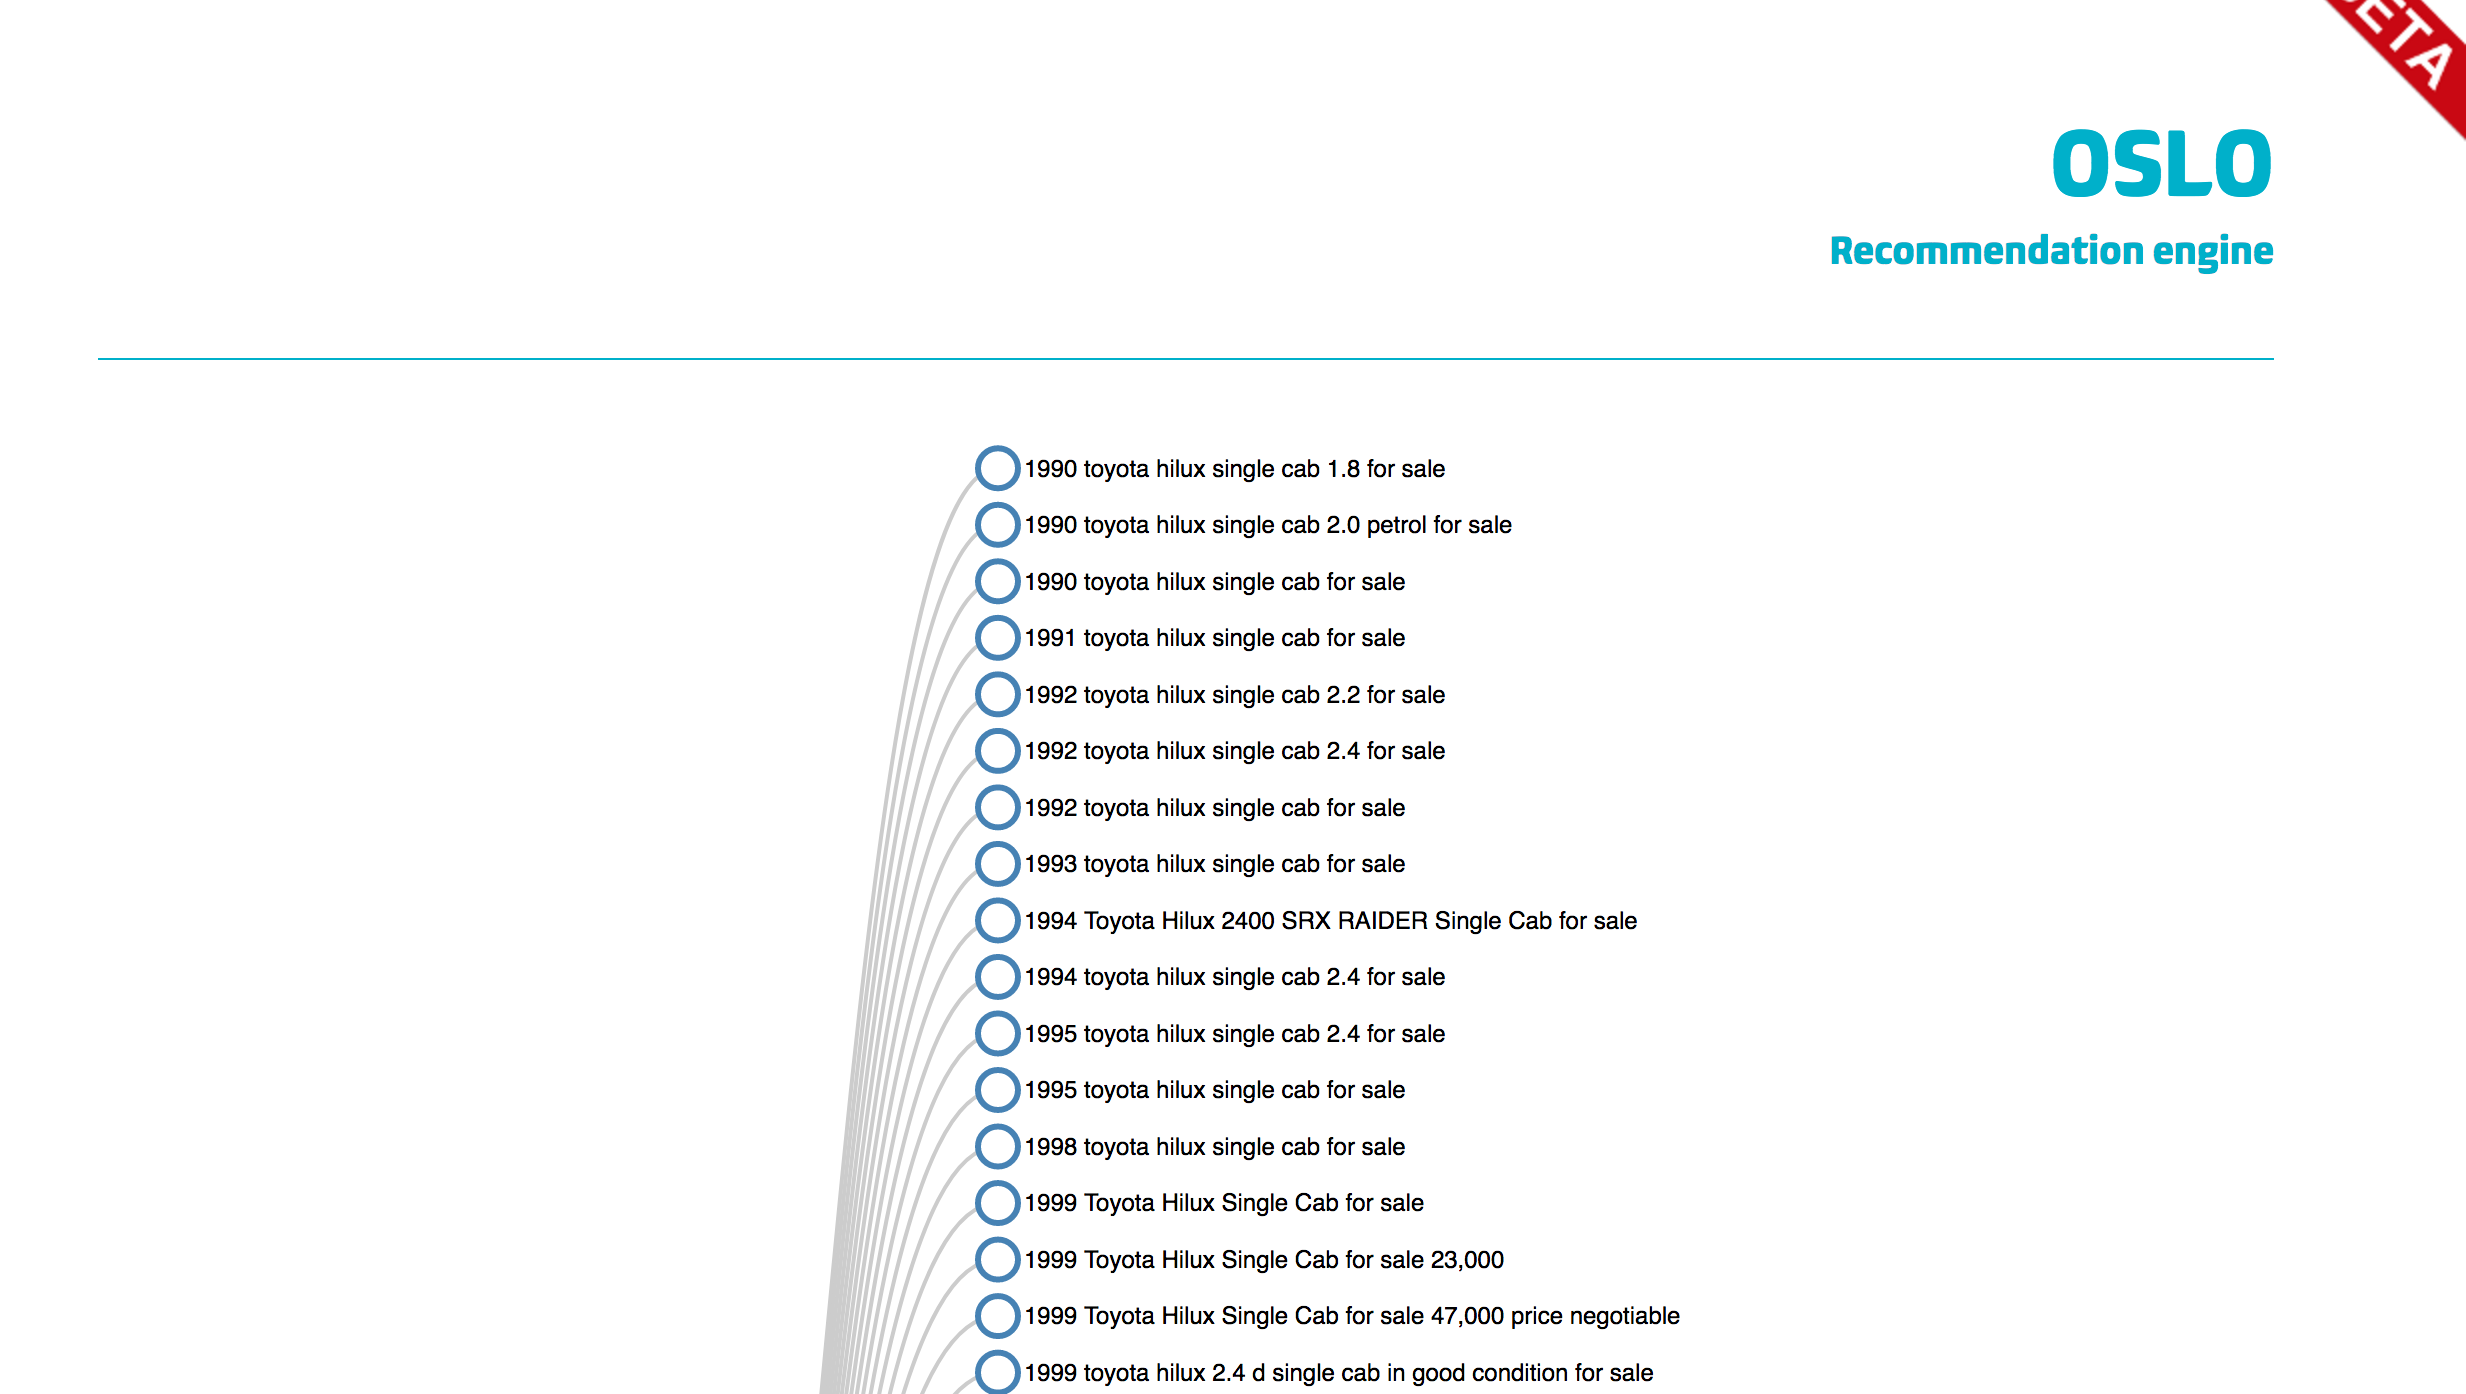 ETA
OSLO
Recommendation engine
1990 toyota hilux single cab 1.8 for sale
1990 toyota hilux single cab 2.0 petrol for sale
1990 toyota hilux single cab for sale
1991 toyota hilux single cab for sale
1992 toyota hilux single cab 2.2 for sale
1992 toyota hilux single cab 2.4 for sale
1992 toyota hilux single cab for sale
1993 toyota hilux single cab for sale
1994 Toyota Hilux 2400 SRX RAIDER Single Cab for sale
1994 toyota hilux single cab 2.4 for sale
1995 toyota hilux single cab 2.4 for sale
1995 toyota hilux single cab for sale
1998 toyota hilux single cab for sale
1999 Toyota Hilux Single Cab for sale
1999 Toyota Hilux Single Cab for sale 23,000
1999 Toyota Hilux Single Cab for sale 47,000 price negotiable
1999 toyota hilux 2.4 d single cab in good condition for sale